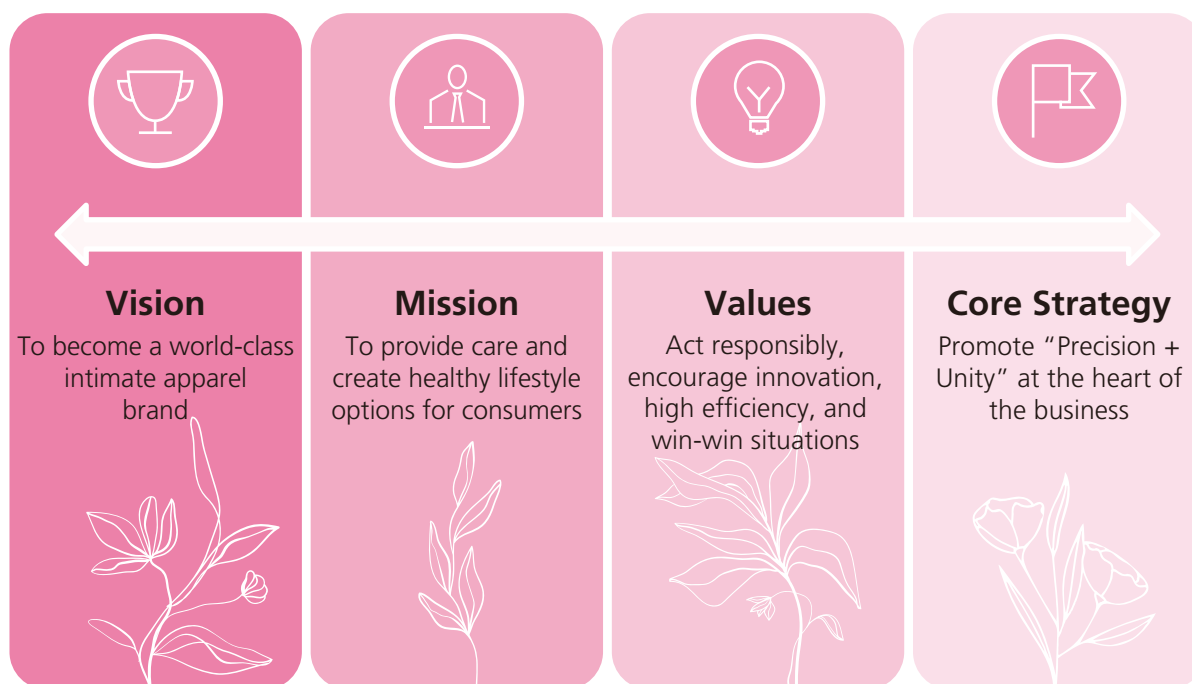 Vision
To become a world-class
intimate apparel
brand
Mission
To provide care and
create healthy lifestyle
options for consumers
Values
Act responsibly,
encourage innovation,
high efficiency, and
win-win situations
Core Strategy
Promote “Precision +
Unity” at the heart of
the business